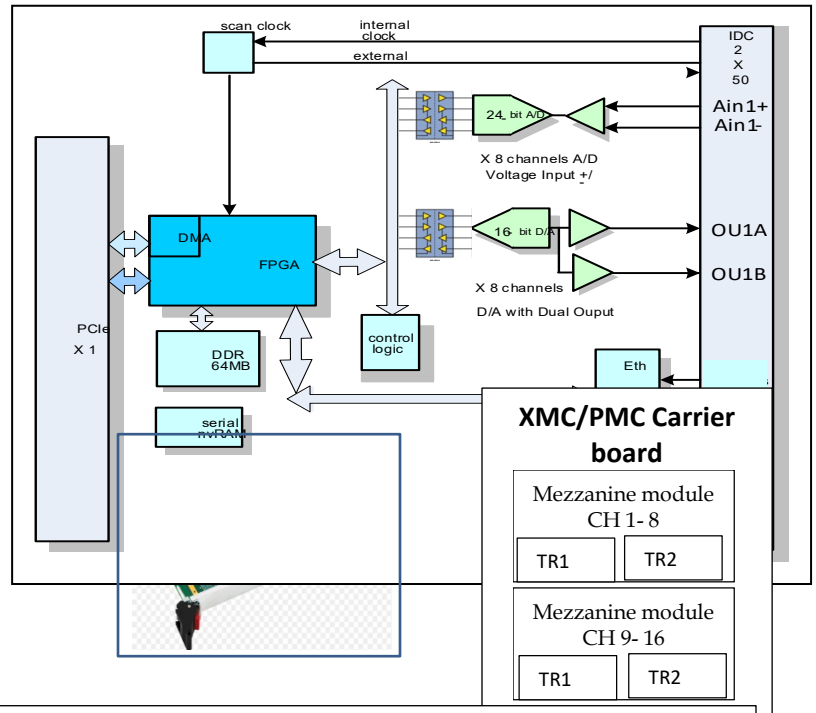 scan clock
internal
clock
external
IDC
2
X
50
Ain1+
Ain1-
24- bit A/D
X 8 channels A/D
Voltage Input +/-
DMA
FPGA
16- bit D/A
OU1A
OU1B
X 8 channels
D/A with Dual Ouput
PCIe
X 1
DDR
64MB
control
logic
Eth
serial
nvRAM
XMC/PMC Carrier
board
Mezzanine module
CH 1- 8
TR1
TR2
Mezzanine module
CH 9- 16
TR1
TR2